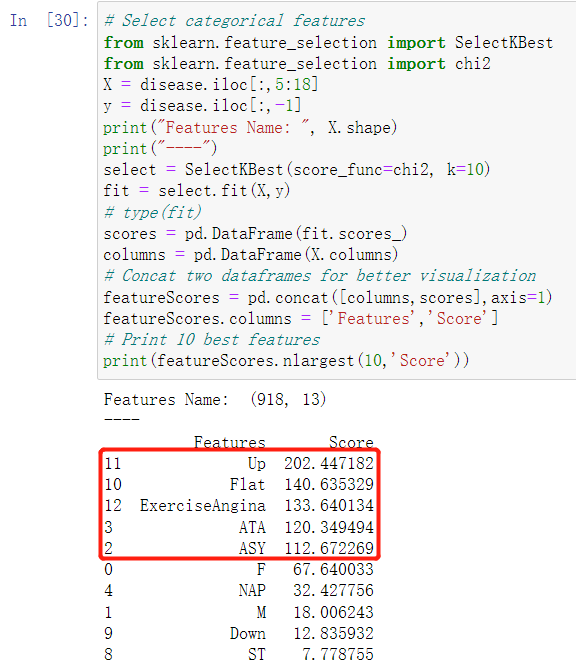 In [30]: # Select categorical features
from sklearn.feature_selection import SelectKBest
from sklearn.feature_selection import chi2
X = disease.iloc[:,5:18]
y = disease.iloc[:,-1]
print("Features Name: ", X.shape)
print("----")
select = SelectKBest(score_func=chi2, k=10)
fit = select.fit(X,y)
# type(fit)
scores = pd.DataFrame(fit.scores_)
columns = pd.DataFrame(X.columns)
# Concat two dataframes for better visualization
featureScores = pd.concat([columns,scores],axis=1)
featureScores.columns = ['Features','Score']
# Print 10 best features
print(featureScores.nlargest(10,'Score'))
Features Name:  (918, 13)
----
Features Score
11 Up 202.447182
10 Flat 140.635329
12 ExerciseAngina 133.640134
3 ATA 120.349494
2 ASY 112.672269
0 F 67.640033
4 NAP 32.427756
1 M 18.006243
9 Down 12.835932
8 ST 7.778755